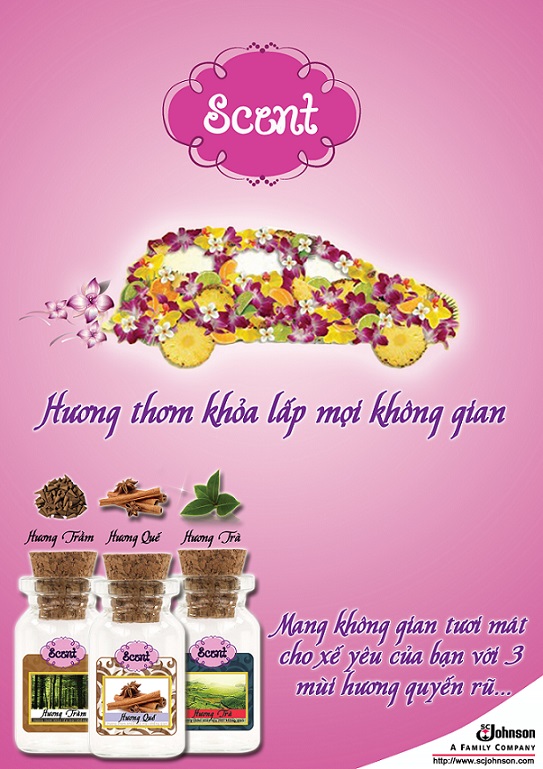 Scent
Hương thơm khỏa lấp mọi không gian
Hương Trầm
Hương Quế
Hương Trà
Scent
Hương Trầm
Scent
Hương Quế
Scent
Hương Trà
Mang không gian tươi mát
cho xế yêu của bạn với 3
mùi hương quyến rũ...
SC Johnson
A FAMILY COMPANY
http://www.scjohnson.com